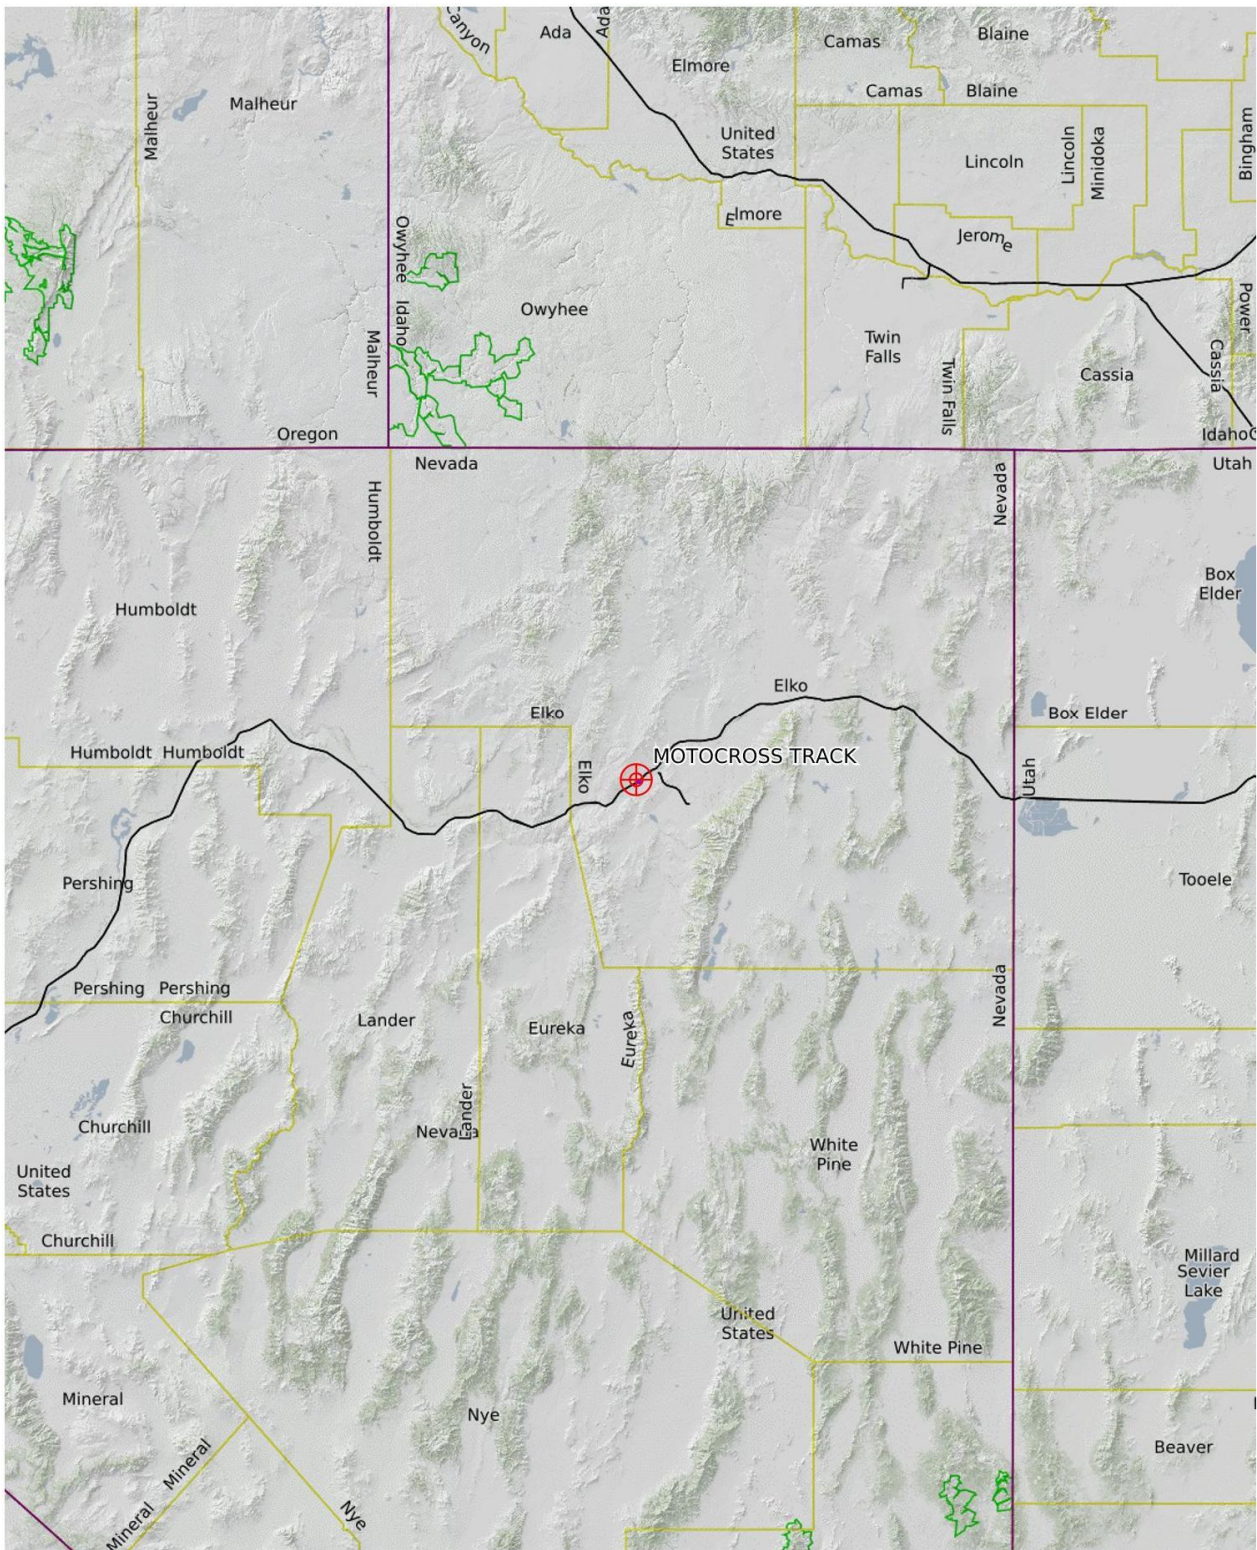 Canyon
Ada
Ada
Elmore
Camas
Blaine
Camas
Blaine
Malheur
Malheur
United
States
Lincoln
Lincoln
Minidoka
Bingham
Elmore
Jerome
Owyhee
Idaho
Owyhee
Malheur
Twin
Falls
Twin Falls
Cassia
Cassia
Power
Oregon
Idaho
Nevada
Utah
Humboldt
Nevada
Humboldt
Box
Elder
Elko
Elko
Box Elder
Humboldt
Humboldt
MOTOCROSS TRACK
Elko
Utah
Pershing
Tooele
Pershing
Pershing
Churchill
Lander
Eureka
Eureka
Nevada
Churchill
Lander
Nevada
White
Pine
United
States
Churchill
Millard
Sevier
Lake
United
States
White Pine
Mineral
Nye
Mineral
Mineral
Nye
Beaver